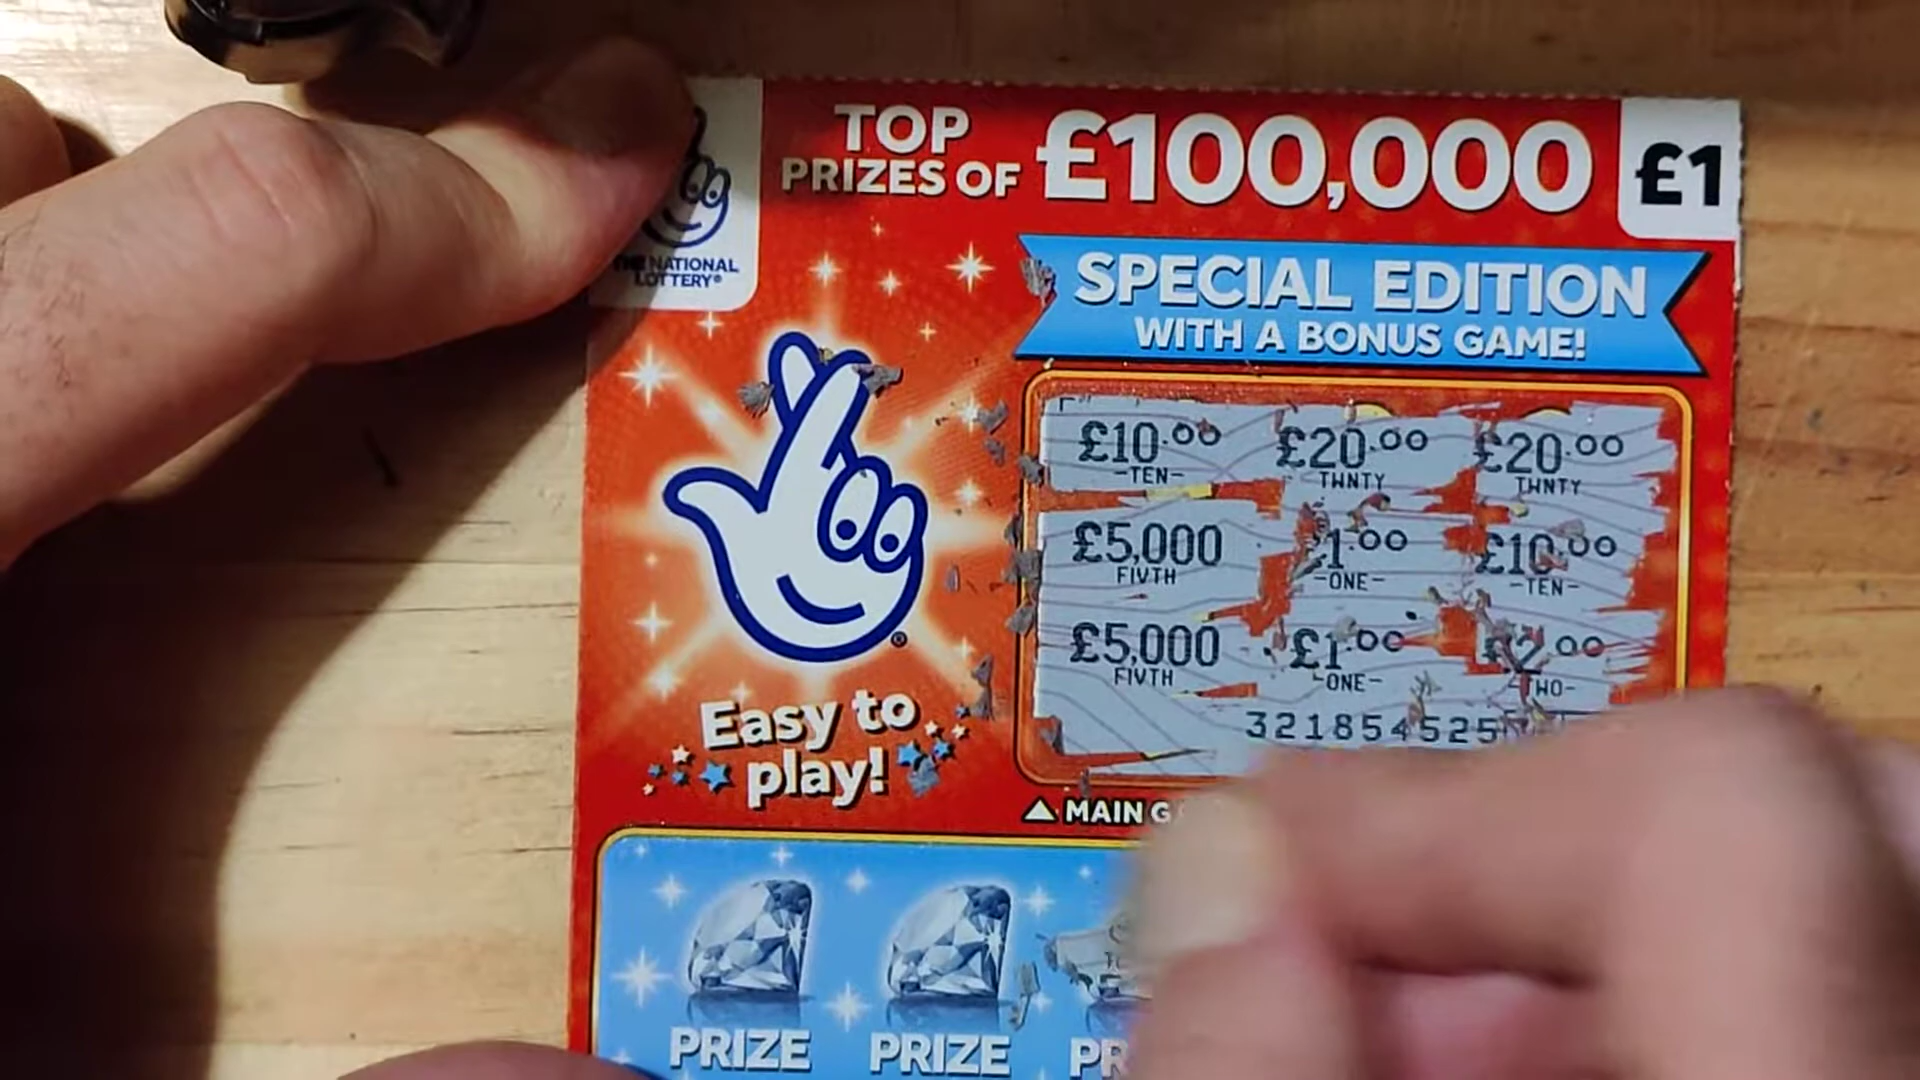 TOP
PRIZES OF £100,000
£1
THE NATIONAL
LOTTERY®
SPECIAL EDITION
WITH A BONUS GAME!
£10.00 £20.00 £20.00
-TEN- TWNTY TWNTY
£5,000 £1.00 £10.00
FIVTH -ONE- -TEN-
£5,000 £1.00 £2.00
FIVTH -ONE- -TWO-
321854525
Easy to
play!
MAIN
PRIZE PRIZE